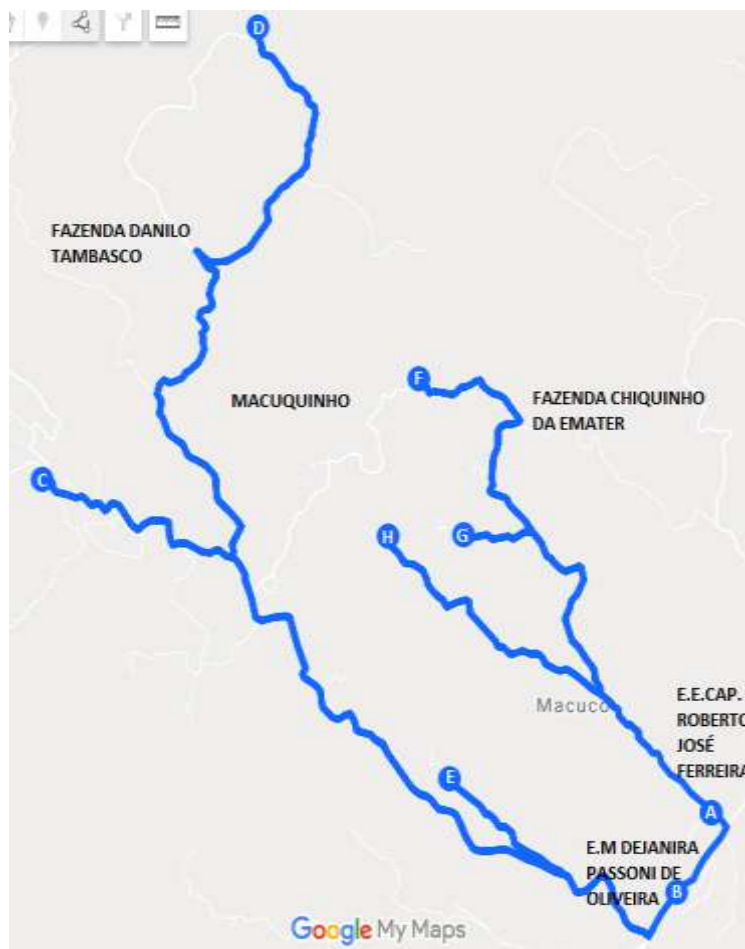 D
FAZENDA DANILO
TAMBASCO
F
MACUQUINHO
FAZENDA CHIQUINHO
DA EMATER
C
H
G
Macuco
E.E.CAP.
ROBERTO
JOSÉ
FERREIRA
E
A
E.M DEJANIRA
PASSONI DE
OLIVEIRA
B
Google My Maps